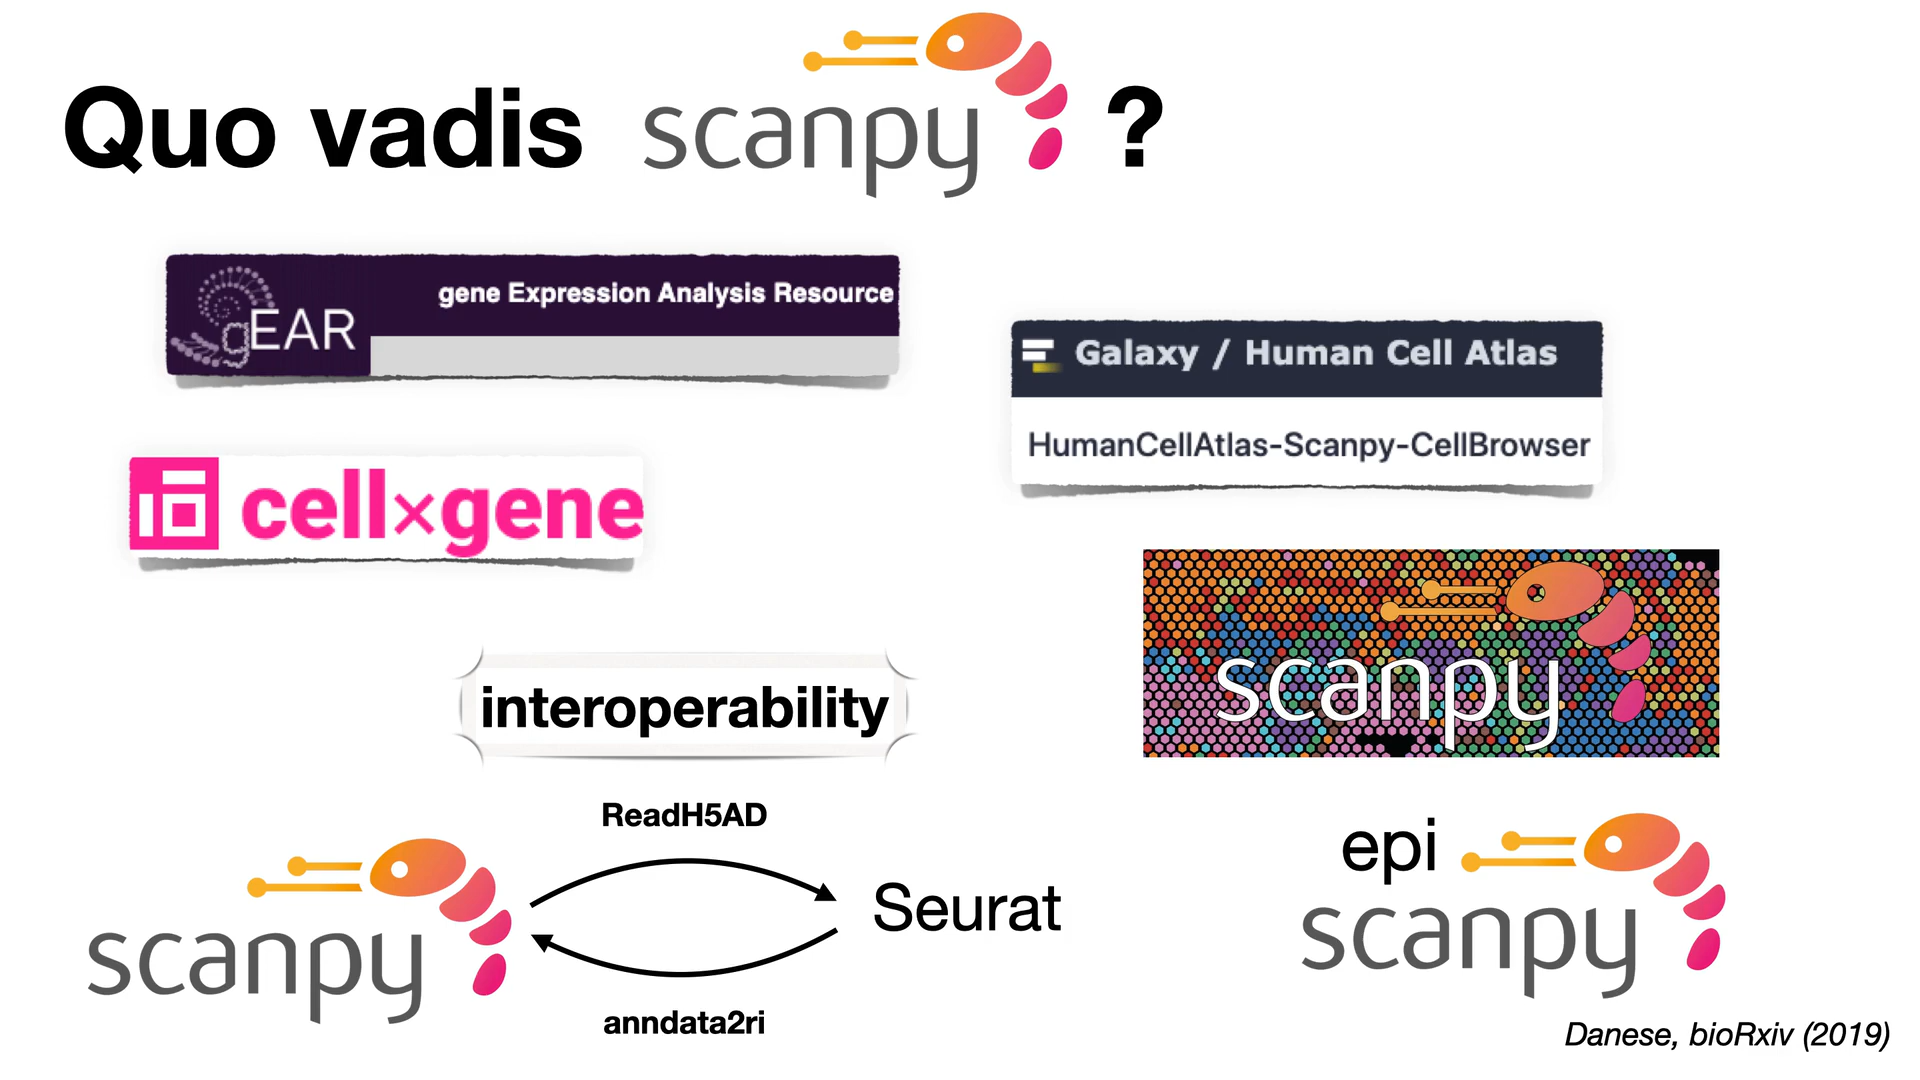 Quo vadis scanpy ?
gEAR
gene Expression Analysis Resource
Galaxy / Human Cell Atlas
HumanCellAtlas-Scanpy-CellBrowser
cell×gene
scanpy
interoperability
ReadH5AD
scanpy
Seurat
anndata2ri
epi
scanpy
Danese, bioRxiv (2019)